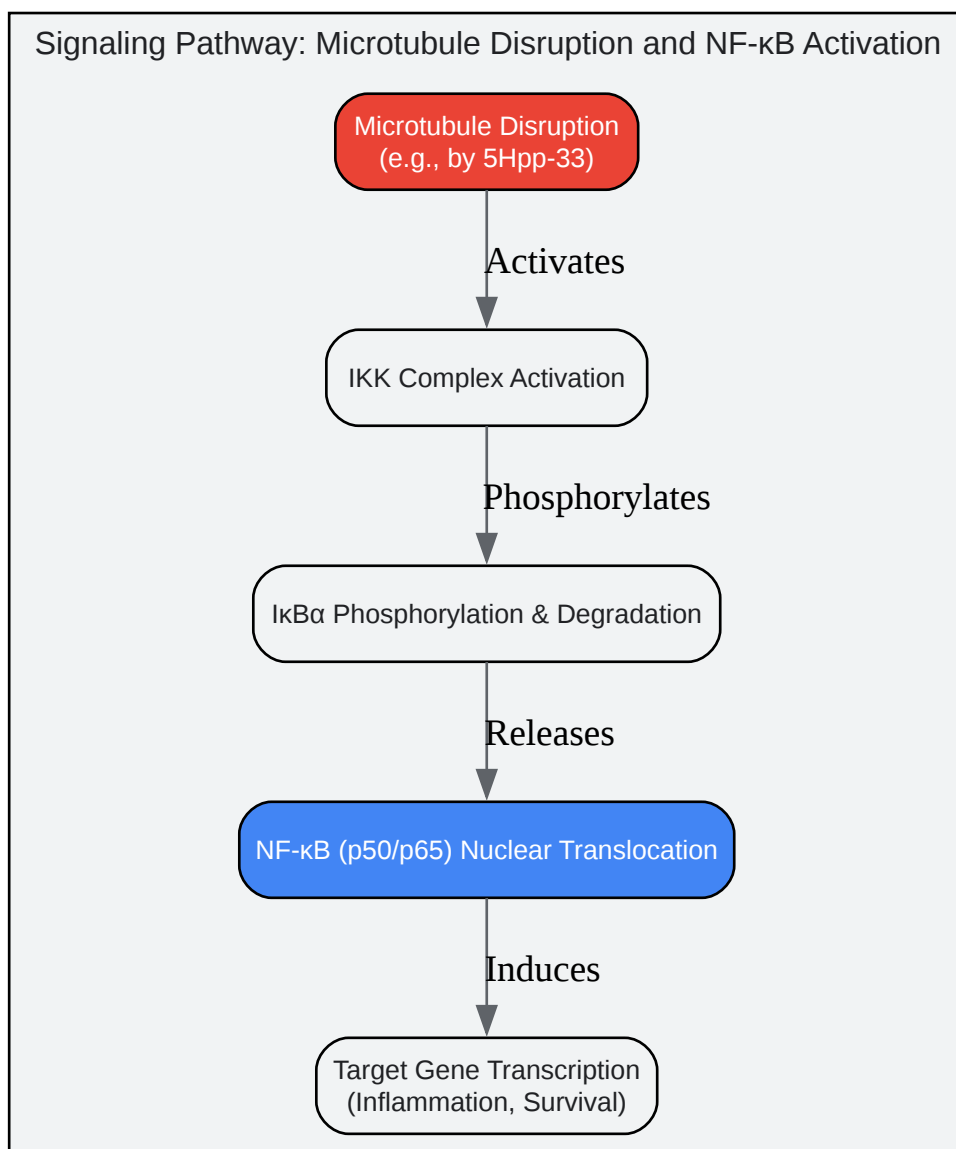 Signaling Pathway: Microtubule Disruption and NF-κB Activation
Microtubule Disruption
(e.g., by 5Hpp-33)
Activates
IKK Complex Activation
Phosphorylates
IκBα Phosphorylation & Degradation
Releases
NF-κB (p50/p65) Nuclear Translocation
Induces
Target Gene Transcription
(Inflammation, Survival)